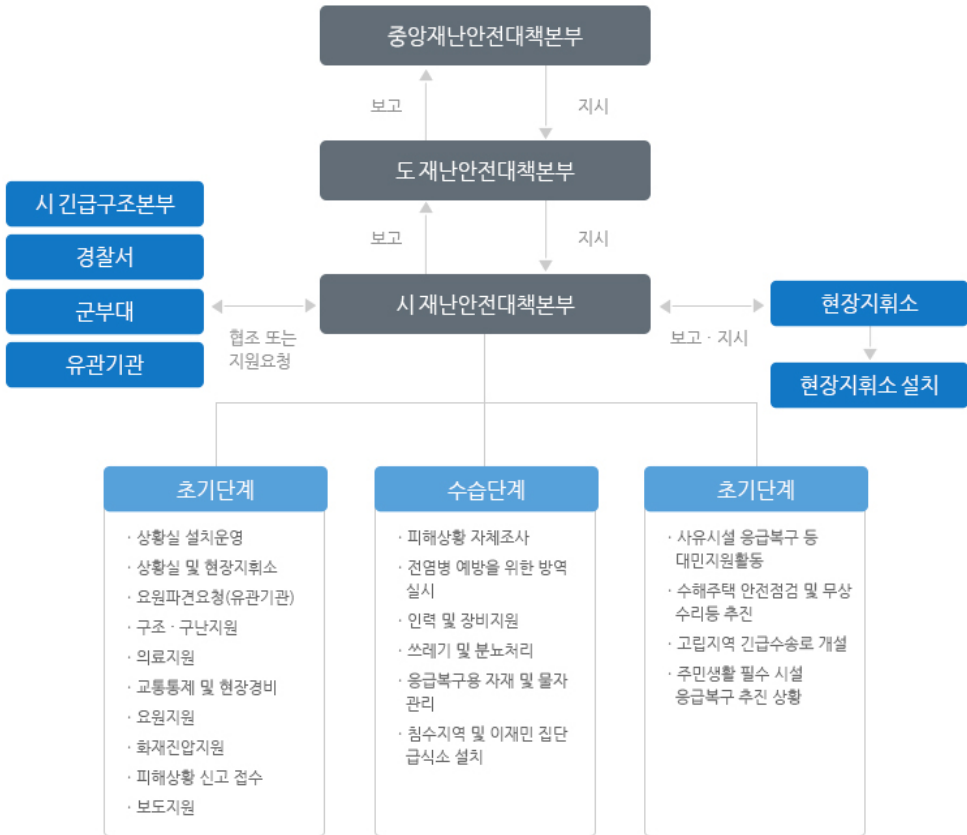 중앙재난안전대책본부
보고
지시
도 재난안전대책본부
보고
지시
시 긴급구조본부
경찰서
군부대
유관기관
협조 또는
지원요청
시 재난안전대책본부
보고 · 지시
현장지휘소
현장지휘소 설치
초기단계
· 상황실 설치운영
· 상황실 및 현장지휘소
· 요원파견요청(유관기관)
· 구조 · 구난지원
· 의료지원
· 교통통제 및 현장경비
· 요원지원
· 화재진압지원
· 피해상황 신고 접수
· 보도지원
수습단계
· 피해상황 자체조사
· 전염병 예방을 위한 방역
실시
· 인력 및 장비지원
· 쓰레기 및 분뇨처리
· 응급복구용 자재 및 물자
관리
· 침수지역 및 이재민 집단
급식소 설치
초기단계
· 사유시설 응급복구 등
대민지원활동
· 수해주택 안전점검 및 무상
수리등 추진
· 고립지역 긴급수송로 개설
· 주민생활 필수 시설
응급복구 추진 상황